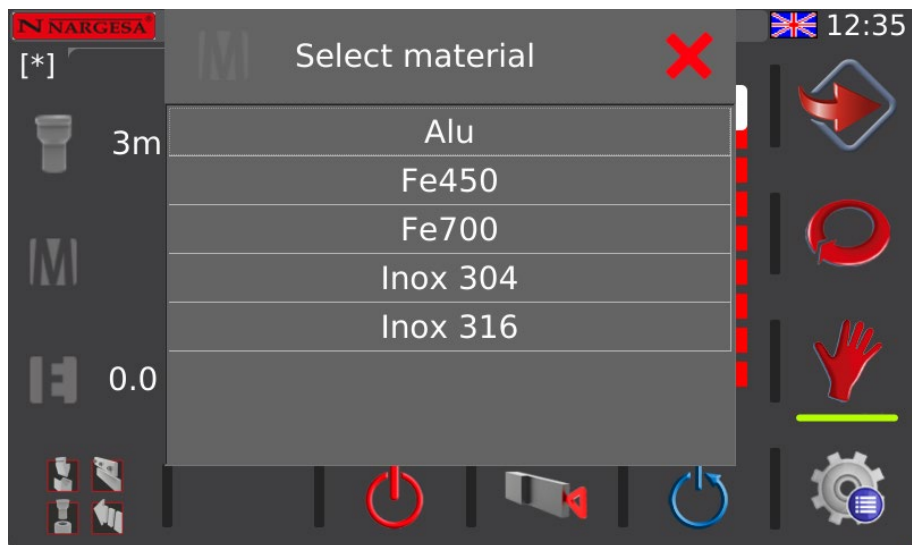 N NARGESA®
Select material
12:35
[*]
3m
Alu
Fe450
Fe700
Inox 304
Inox 316
M
0.0